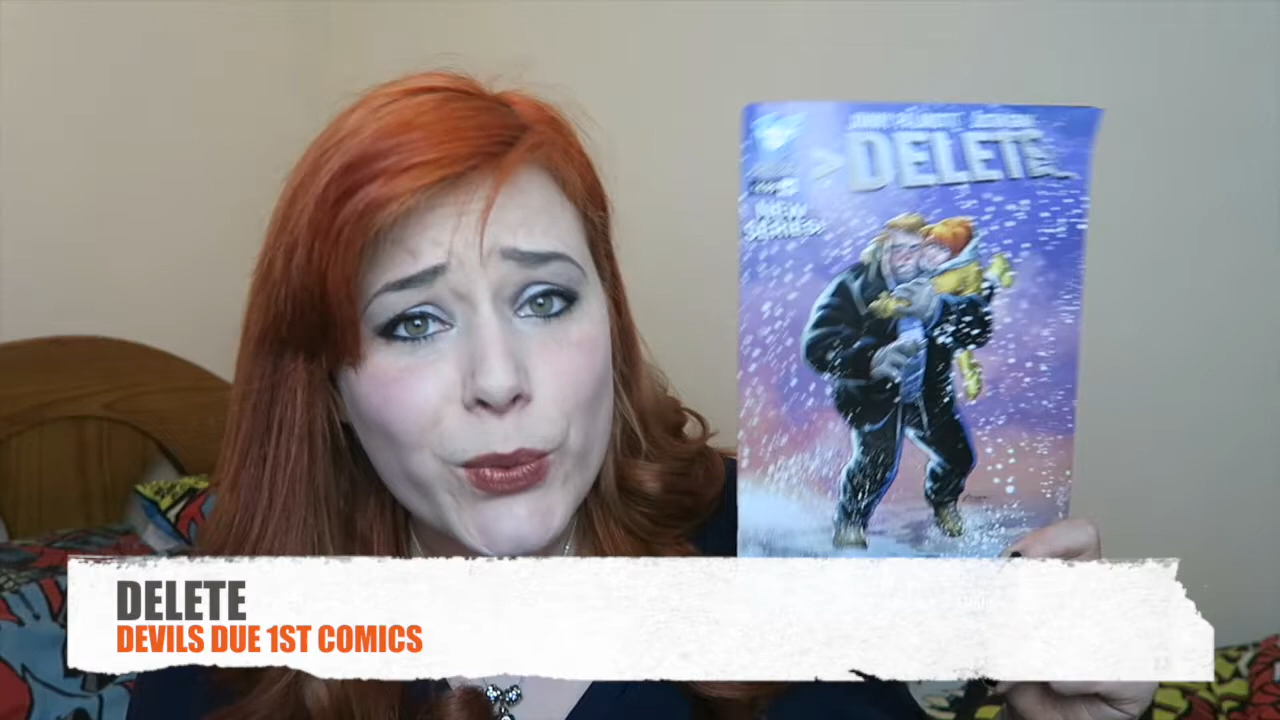 DELETE
NEW
SERIES!
DELETE
DEVILS DUE 1ST COMICS